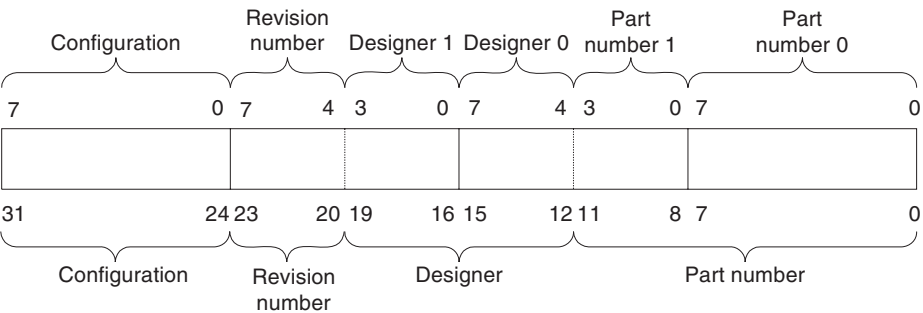 Configuration Revision number Designer 1 Designer 0 Part number 1 Part number 0
7 0 7 4 3 0 7 4 3 0 7 0
31 24 23 20 19 16 15 12 11 8 7 0
Configuration Revision number Designer Part number